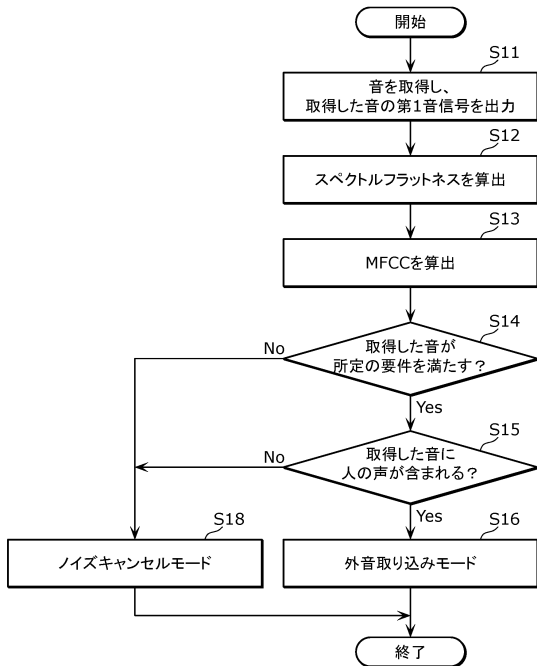 開始
S11
音を取得し、
取得した音の第1音信号を出力
S12
スペクトルフラットネスを算出
S13
MFCCを算出
S14
取得した音が
所定の要件を満たす？
No
Yes
S15
取得した音に
人の声が含まれる？
No
Yes
S18
ノイズキャンセルモード
S16
外音取り込みモード
終了